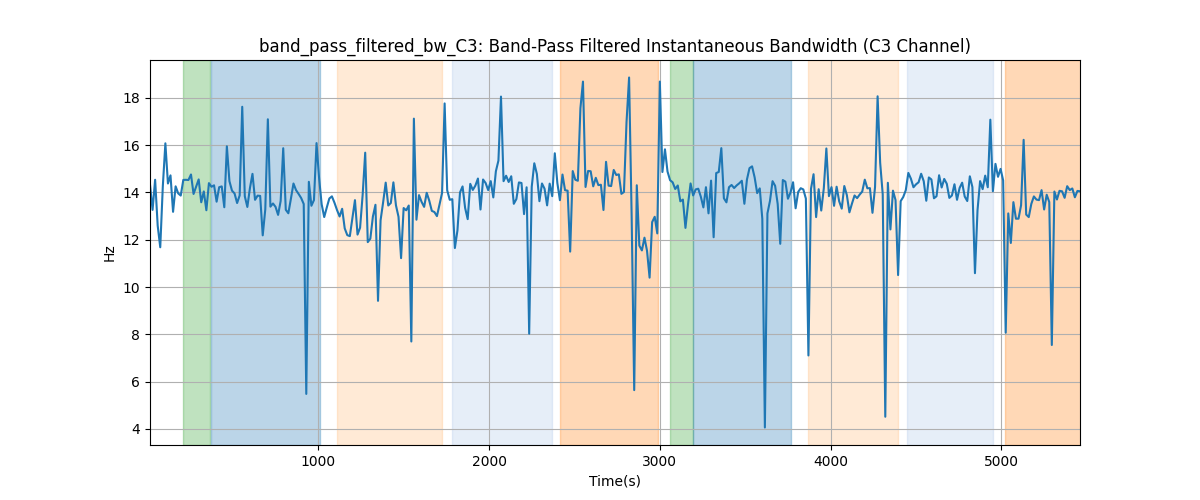 band_pass_filtered_bw_C3: Band-Pass Filtered Instantaneous Bandwidth (C3 Channel)
18
16
14
12
10
8
6
4
Hz
1000 2000 3000 4000 5000
Time(s)